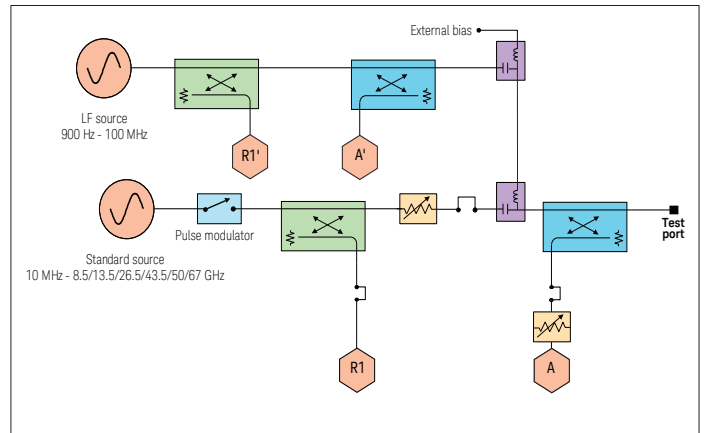 External bias
LF source
900 Hz - 100 MHz
R1'
A'
Pulse modulator
Test
port
Standard source
10 MHz - 8.5/13.5/26.5/43.5/50/67 GHz
R1
A